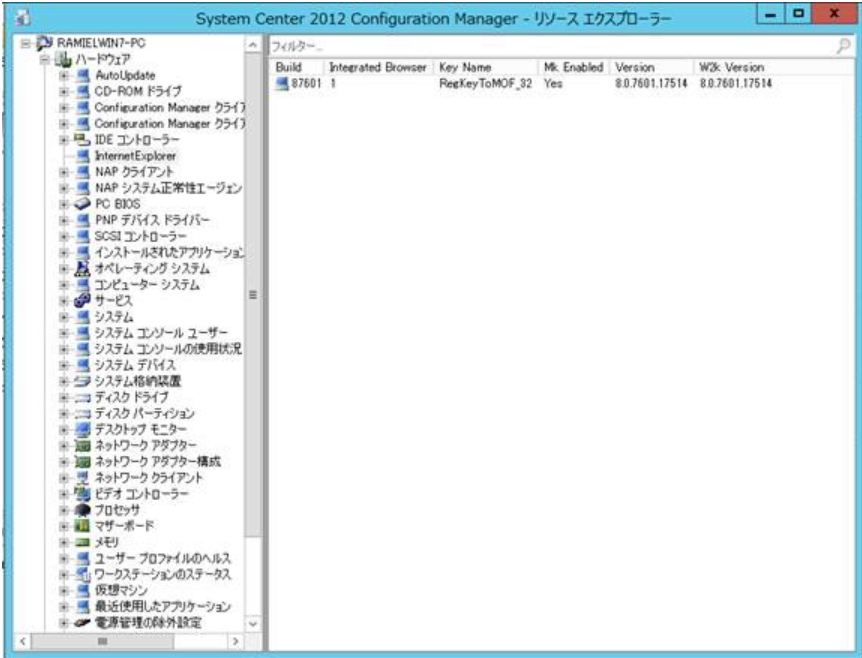 System Center 2012 Configuration Manager - リソース エクスプローラー
RAMIELWIN7-PC
ハードウェア
AutoUpdate
CD-ROM ドライブ
Configuration Manager クライア
Configuration Manager クライア
IDE コントローラー
InternetExplorer
NAP クライアント
NAP システム正常性エージェン
PC BIOS
PNP デバイス ドライバー
SCSI コントローラー
インストールされたアプリケーション
オペレーティング システム
コンピューター システム
サービス
システム
システム コンソール ユーザー
システム コンソールの使用状況
システム デバイス
システム格納装置
ディスク ドライブ
ディスク パーティション
デスクトップ モニター
ネットワーク アダプター
ネットワーク アダプター構成
ネットワーク クライアント
ビデオ コントローラー
プロセッサ
マザーボード
メモリ
ユーザー プロファイルのヘルス
ワークステーションのステータス
仮想マシン
最近使用したアプリケーション
電源管理の除外設定
フィルター...
Build Integrated Browser Key Name Mk Enabled Version W2k Version
87601 1 RegKeyToMOF_32 Yes 8.0.7601.17514 8.0.7601.17514